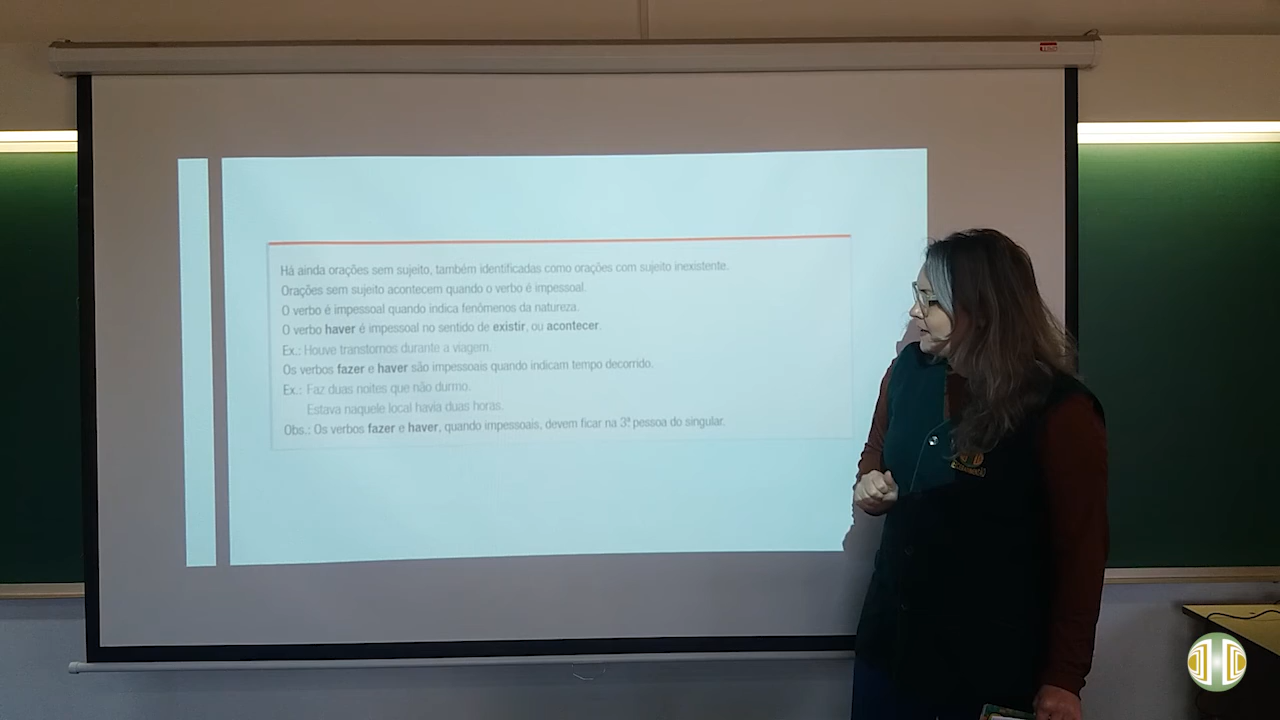 Há ainda orações sem sujeito, também identificadas como orações com sujeito inexistente.
Orações sem sujeito acontecem quando o verbo é impessoal.
O verbo é impessoal quando indica fenômenos da natureza.
O verbo haver é impessoal no sentido de existir, ou acontecer.
Ex.: Houve transtornos durante a viagem.
Os verbos fazer e haver são impessoais quando indicam tempo decorrido.
Ex.: Faz duas noites que não durmo.
Estava naquele local havia duas horas.
Obs.: Os verbos fazer e haver, quando impessoais, devem ficar na 3ª pessoa do singular.